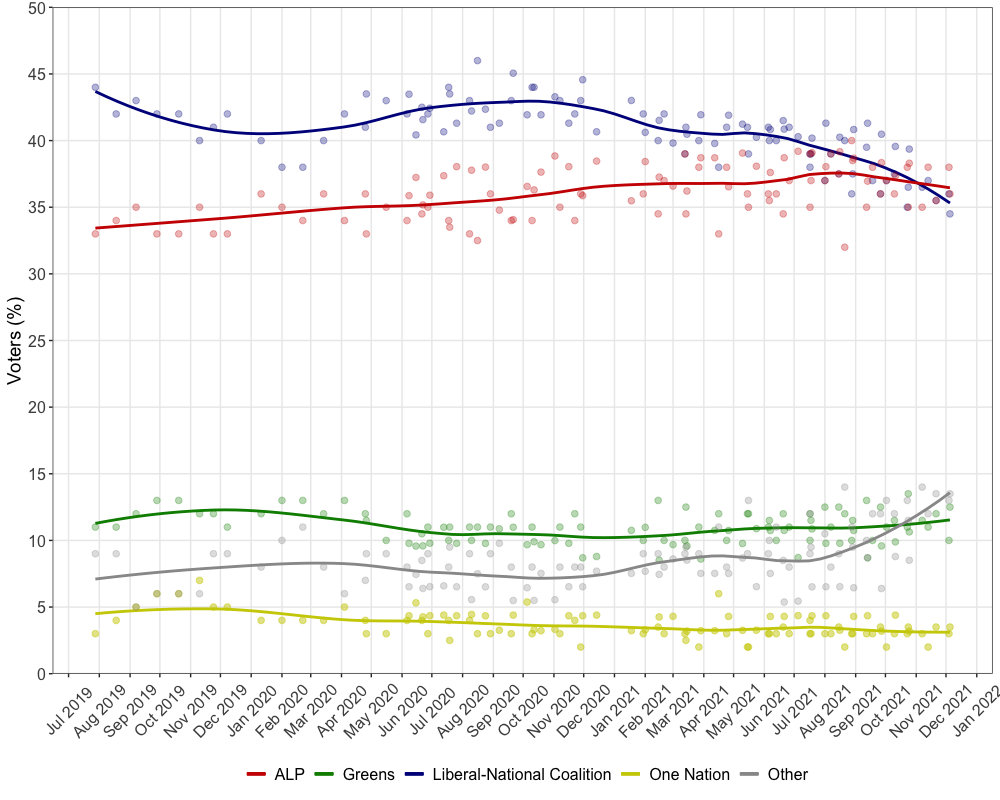 50
45
40
35
30
25
20
15
10
5
0
Voters (%)
Jul 2019
Aug 2019
Sep 2019
Oct 2019
Nov 2019
Dec 2019
Jan 2020
Feb 2020
Mar 2020
Apr 2020
May 2020
Jun 2020
Jul 2020
Aug 2020
Sep 2020
Oct 2020
Nov 2020
Dec 2020
Jan 2021
Feb 2021
Mar 2021
Apr 2021
May 2021
Jun 2021
Jul 2021
Aug 2021
Sep 2021
Oct 2021
Nov 2021
Dec 2021
Jan 2022
ALP Greens Liberal-National Coalition One Nation Other